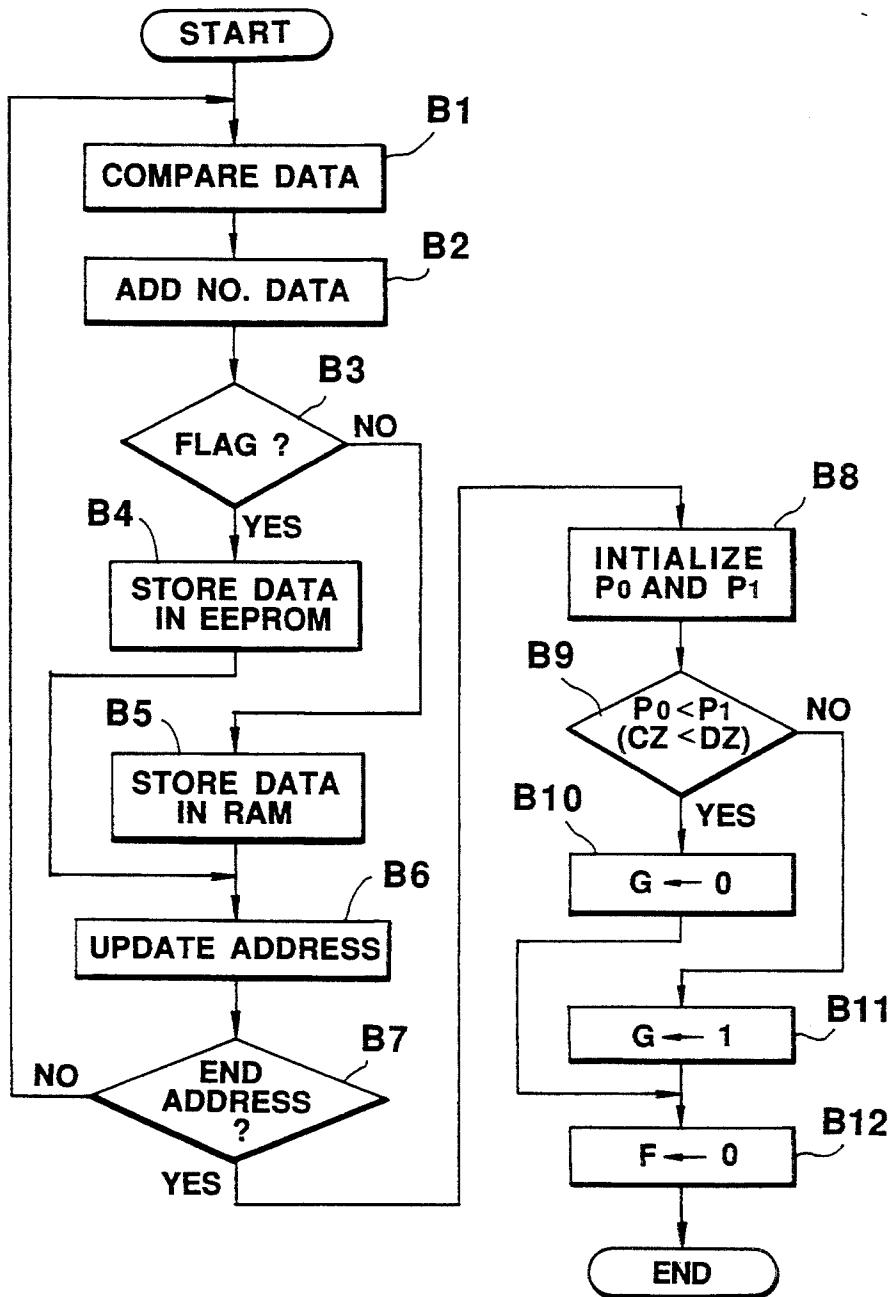 START
B1
COMPARE DATA
B2
ADD NO. DATA
B3
FLAG ?
NO
YES
B4
STORE DATA
IN EEPROM
B5
STORE DATA
IN RAM
B6
UPDATE ADDRESS
B7
END
ADDRESS
?
NO
YES
B8
INTIALIZE
P0 AND P1
B9
P0 < P1
(CZ < DZ)
NO
YES
B10
G ← 0
B11
G ← 1
B12
F ← 0
END